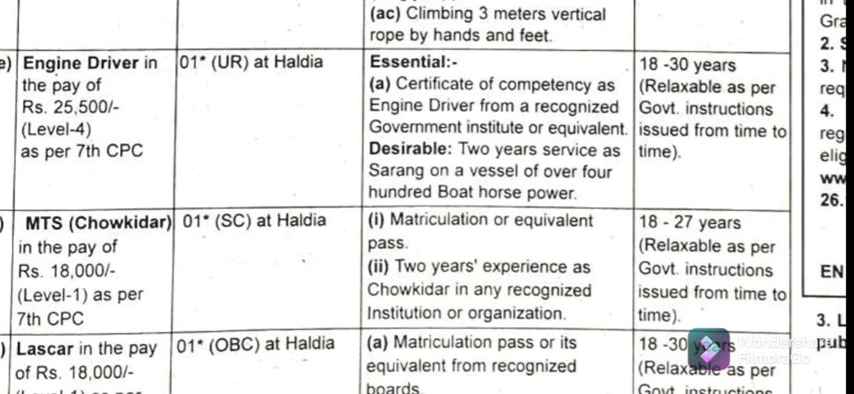 (ac) Climbing 3 meters vertical
rope by hands and feet.
e) Engine Driver in
the pay of
Rs. 25,500/-
(Level-4)
as per 7th CPC
01* (UR) at Haldia
Essential:-
(a) Certificate of competency as
Engine Driver from a recognized
Government institute or equivalent.
Desirable: Two years service as
Sarang on a vessel of over four
hundred Boat horse power.
18 -30 years
(Relaxable as per
Govt. instructions
issued from time to
time).
) MTS (Chowkidar)
in the pay of
Rs. 18,000/-
(Level-1) as per
7th CPC
01* (SC) at Haldia
(i) Matriculation or equivalent
pass.
(ii) Two years' experience as
Chowkidar in any recognized
Institution or organization.
18 - 27 years
(Relaxable as per
Govt. instructions
issued from time to
time).
) Lascar in the pay
of Rs. 18,000/-
(Level-1) as per
01* (OBC) at Haldia
(a) Matriculation pass or its
equivalent from recognized
boards.
18 -30 years
(Relaxable as per
Govt. instructions
Gra
2. S
3.
req
4.
reg
elig
ww
26.
EN
3. L
pub
Wondershare
FilmoraGo